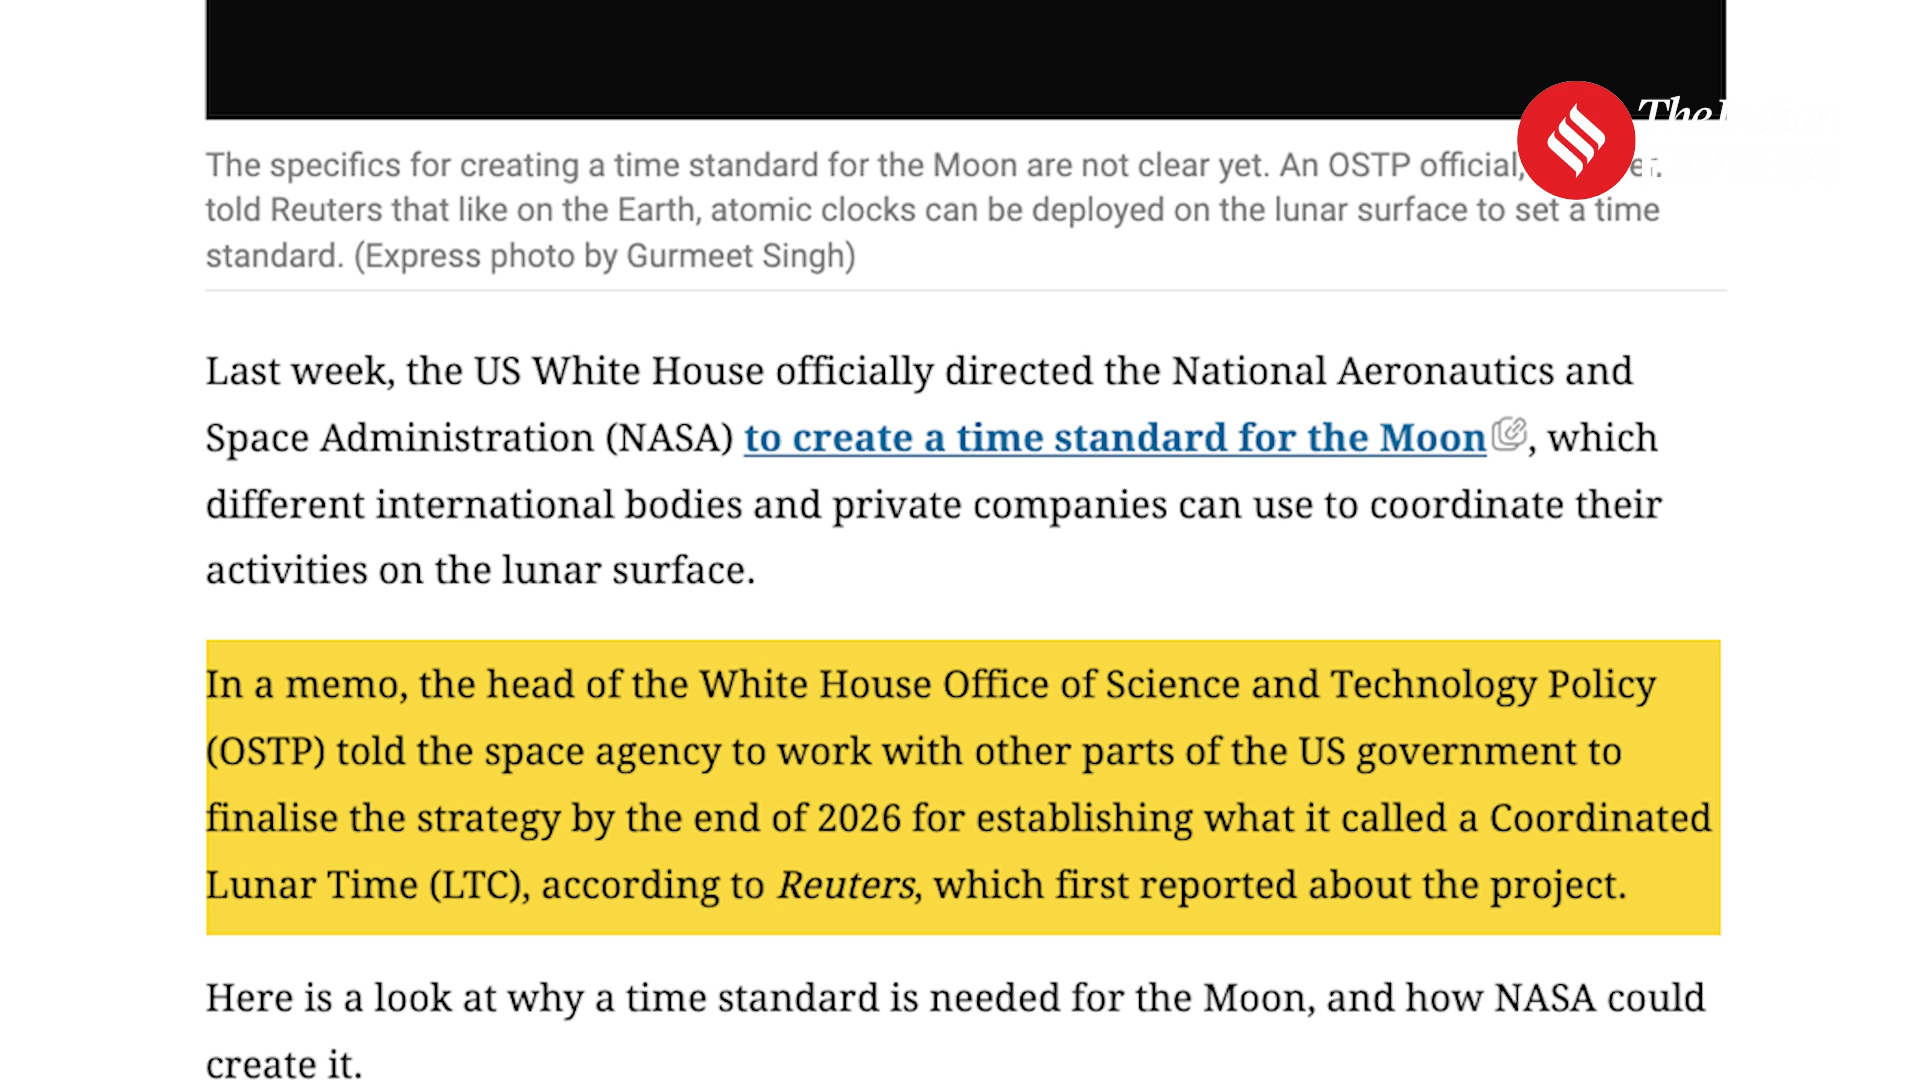 The
The specifics for creating a time standard for the Moon are not clear yet. An OSTP official,
told Reuters that like on the Earth, atomic clocks can be deployed on the lunar surface to set a time
standard. (Express photo by Gurmeet Singh)
Last week, the US White House officially directed the National Aeronautics and
Space Administration (NASA) to create a time standard for the Moon, which
different international bodies and private companies can use to coordinate their
activities on the lunar surface.
In a memo, the head of the White House Office of Science and Technology Policy
(OSTP) told the space agency to work with other parts of the US government to
finalise the strategy by the end of 2026 for establishing what it called a Coordinated
Lunar Time (LTC), according to Reuters, which first reported about the project.
Here is a look at why a time standard is needed for the Moon, and how NASA could
create it.